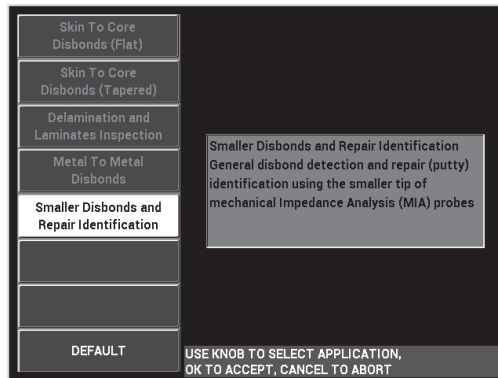 Skin To Core
Disbonds (Flat)
Skin To Core
Disbonds (Tapered)
Delamination and
Laminates Inspection
Metal To Metal
Disbonds
Smaller Disbonds and
Repair Identification
DEFAULT
Smaller Disbonds and Repair Identification
General disbond detection and repair (putty)
identification using the smaller tip of
mechanical Impedance Analysis (MIA) probes
USE KNOB TO SELECT APPLICATION,
OK TO ACCEPT, CANCEL TO ABORT